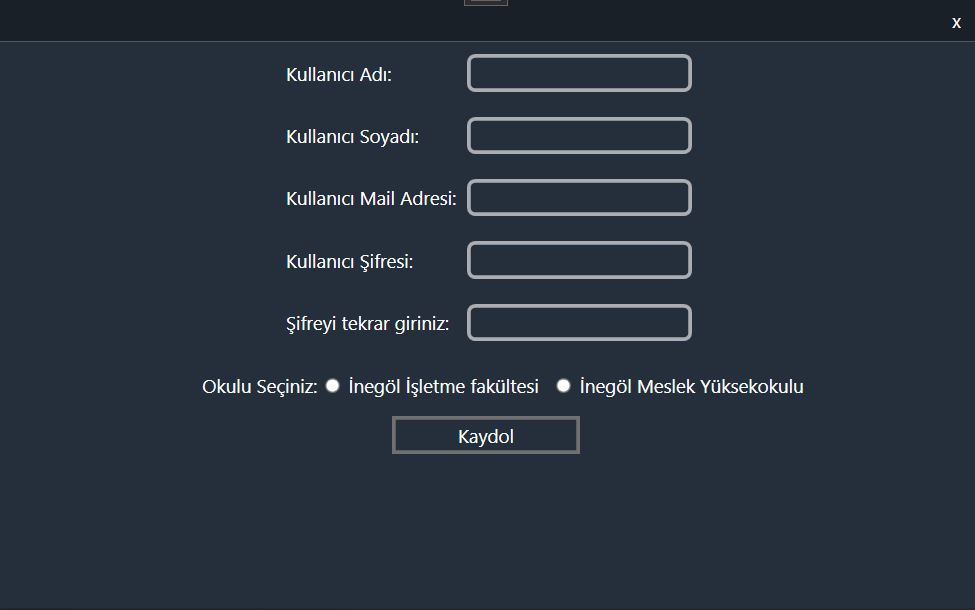 x
Kullanıcı Adı:
Kullanıcı Soyadı:
Kullanıcı Mail Adresi:
Kullanıcı Şifresi:
Şifreyi tekrar giriniz:
Okulu Seçiniz: İnegöl İşletme fakültesi İnegöl Meslek Yüksekokulu
Kaydol